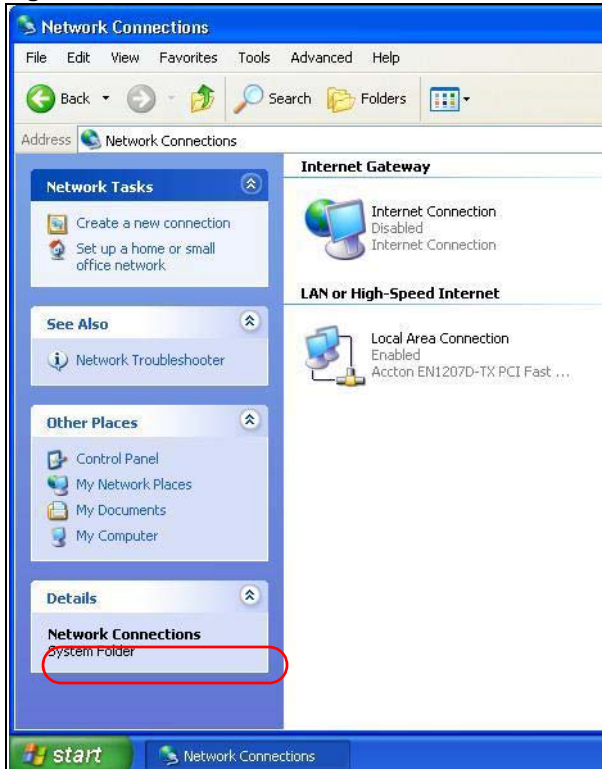 Network Connections
File Edit View Favorites Tools Advanced Help
Back Search Folders
Address Network Connections
Network Tasks
Create a new connection
Set up a home or small
office network
See Also
Network Troubleshooter
Other Places
Control Panel
My Network Places
My Documents
My Computer
Details
Network Connections
System Folder
Internet Gateway
Internet Connection
Disabled
Internet Connection
LAN or High-Speed Internet
Local Area Connection
Enabled
Accton EN1207D-TX PCI Fast ...
start Network Connections